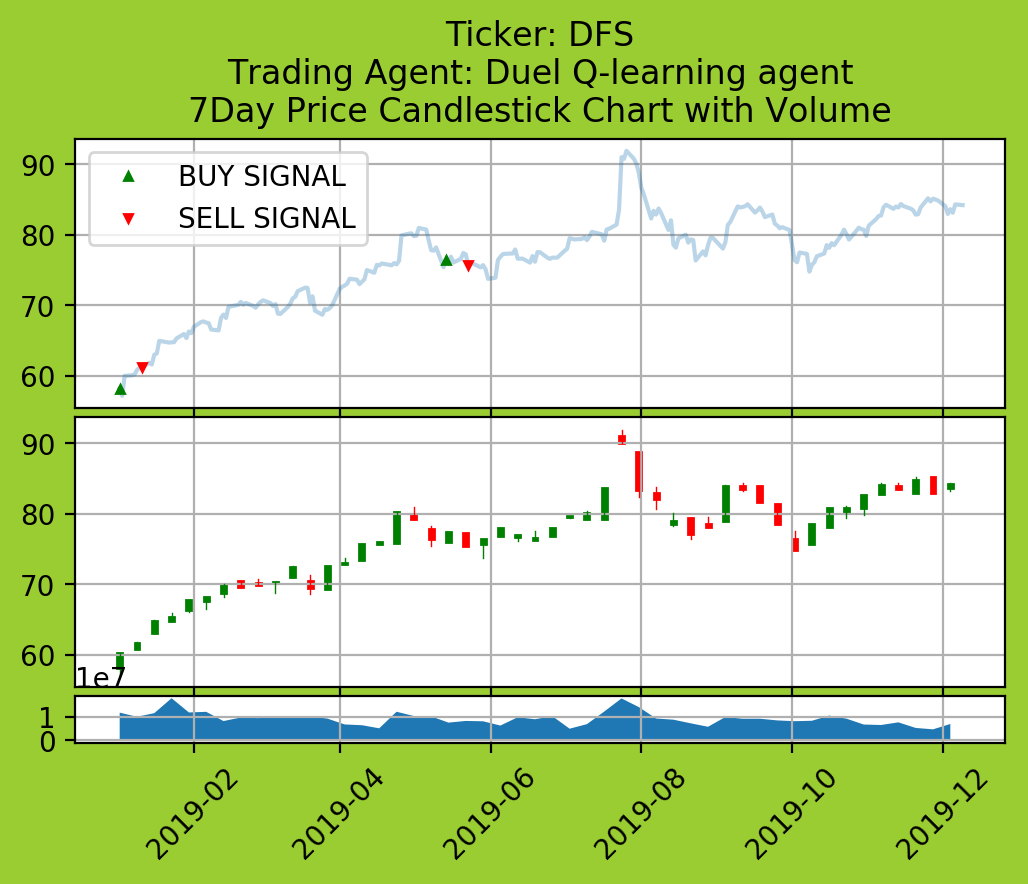 Ticker: DFS
Trading Agent: Duel Q-learning agent
7Day Price Candlestick Chart with Volume
90
80
70
60
BUY SIGNAL
SELL SIGNAL
90
80
70
60
1e7
1
0
2019-02
2019-04
2019-06
2019-08
2019-10
2019-12